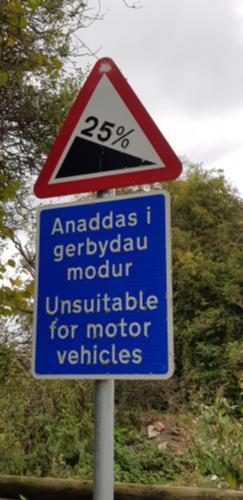 25%
Anaddas i
gerbydau
modur
Unsuitable
for motor
vehicles